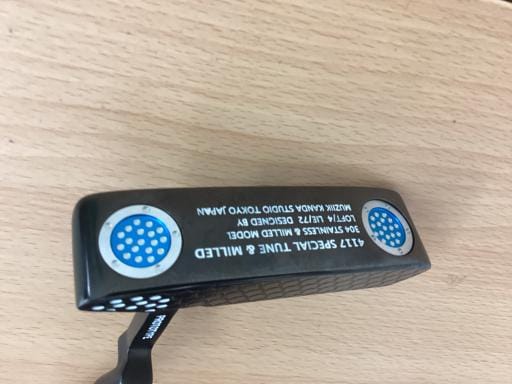 4117 SPECIAL TUNE & MILLED
304 STAINLESS & MILLED MODEL
LOFT/4 LIE/72 DESIGNED BY
MUZIIK KANDA STUDIO TOKYO JAPAN
PROTOTYPE